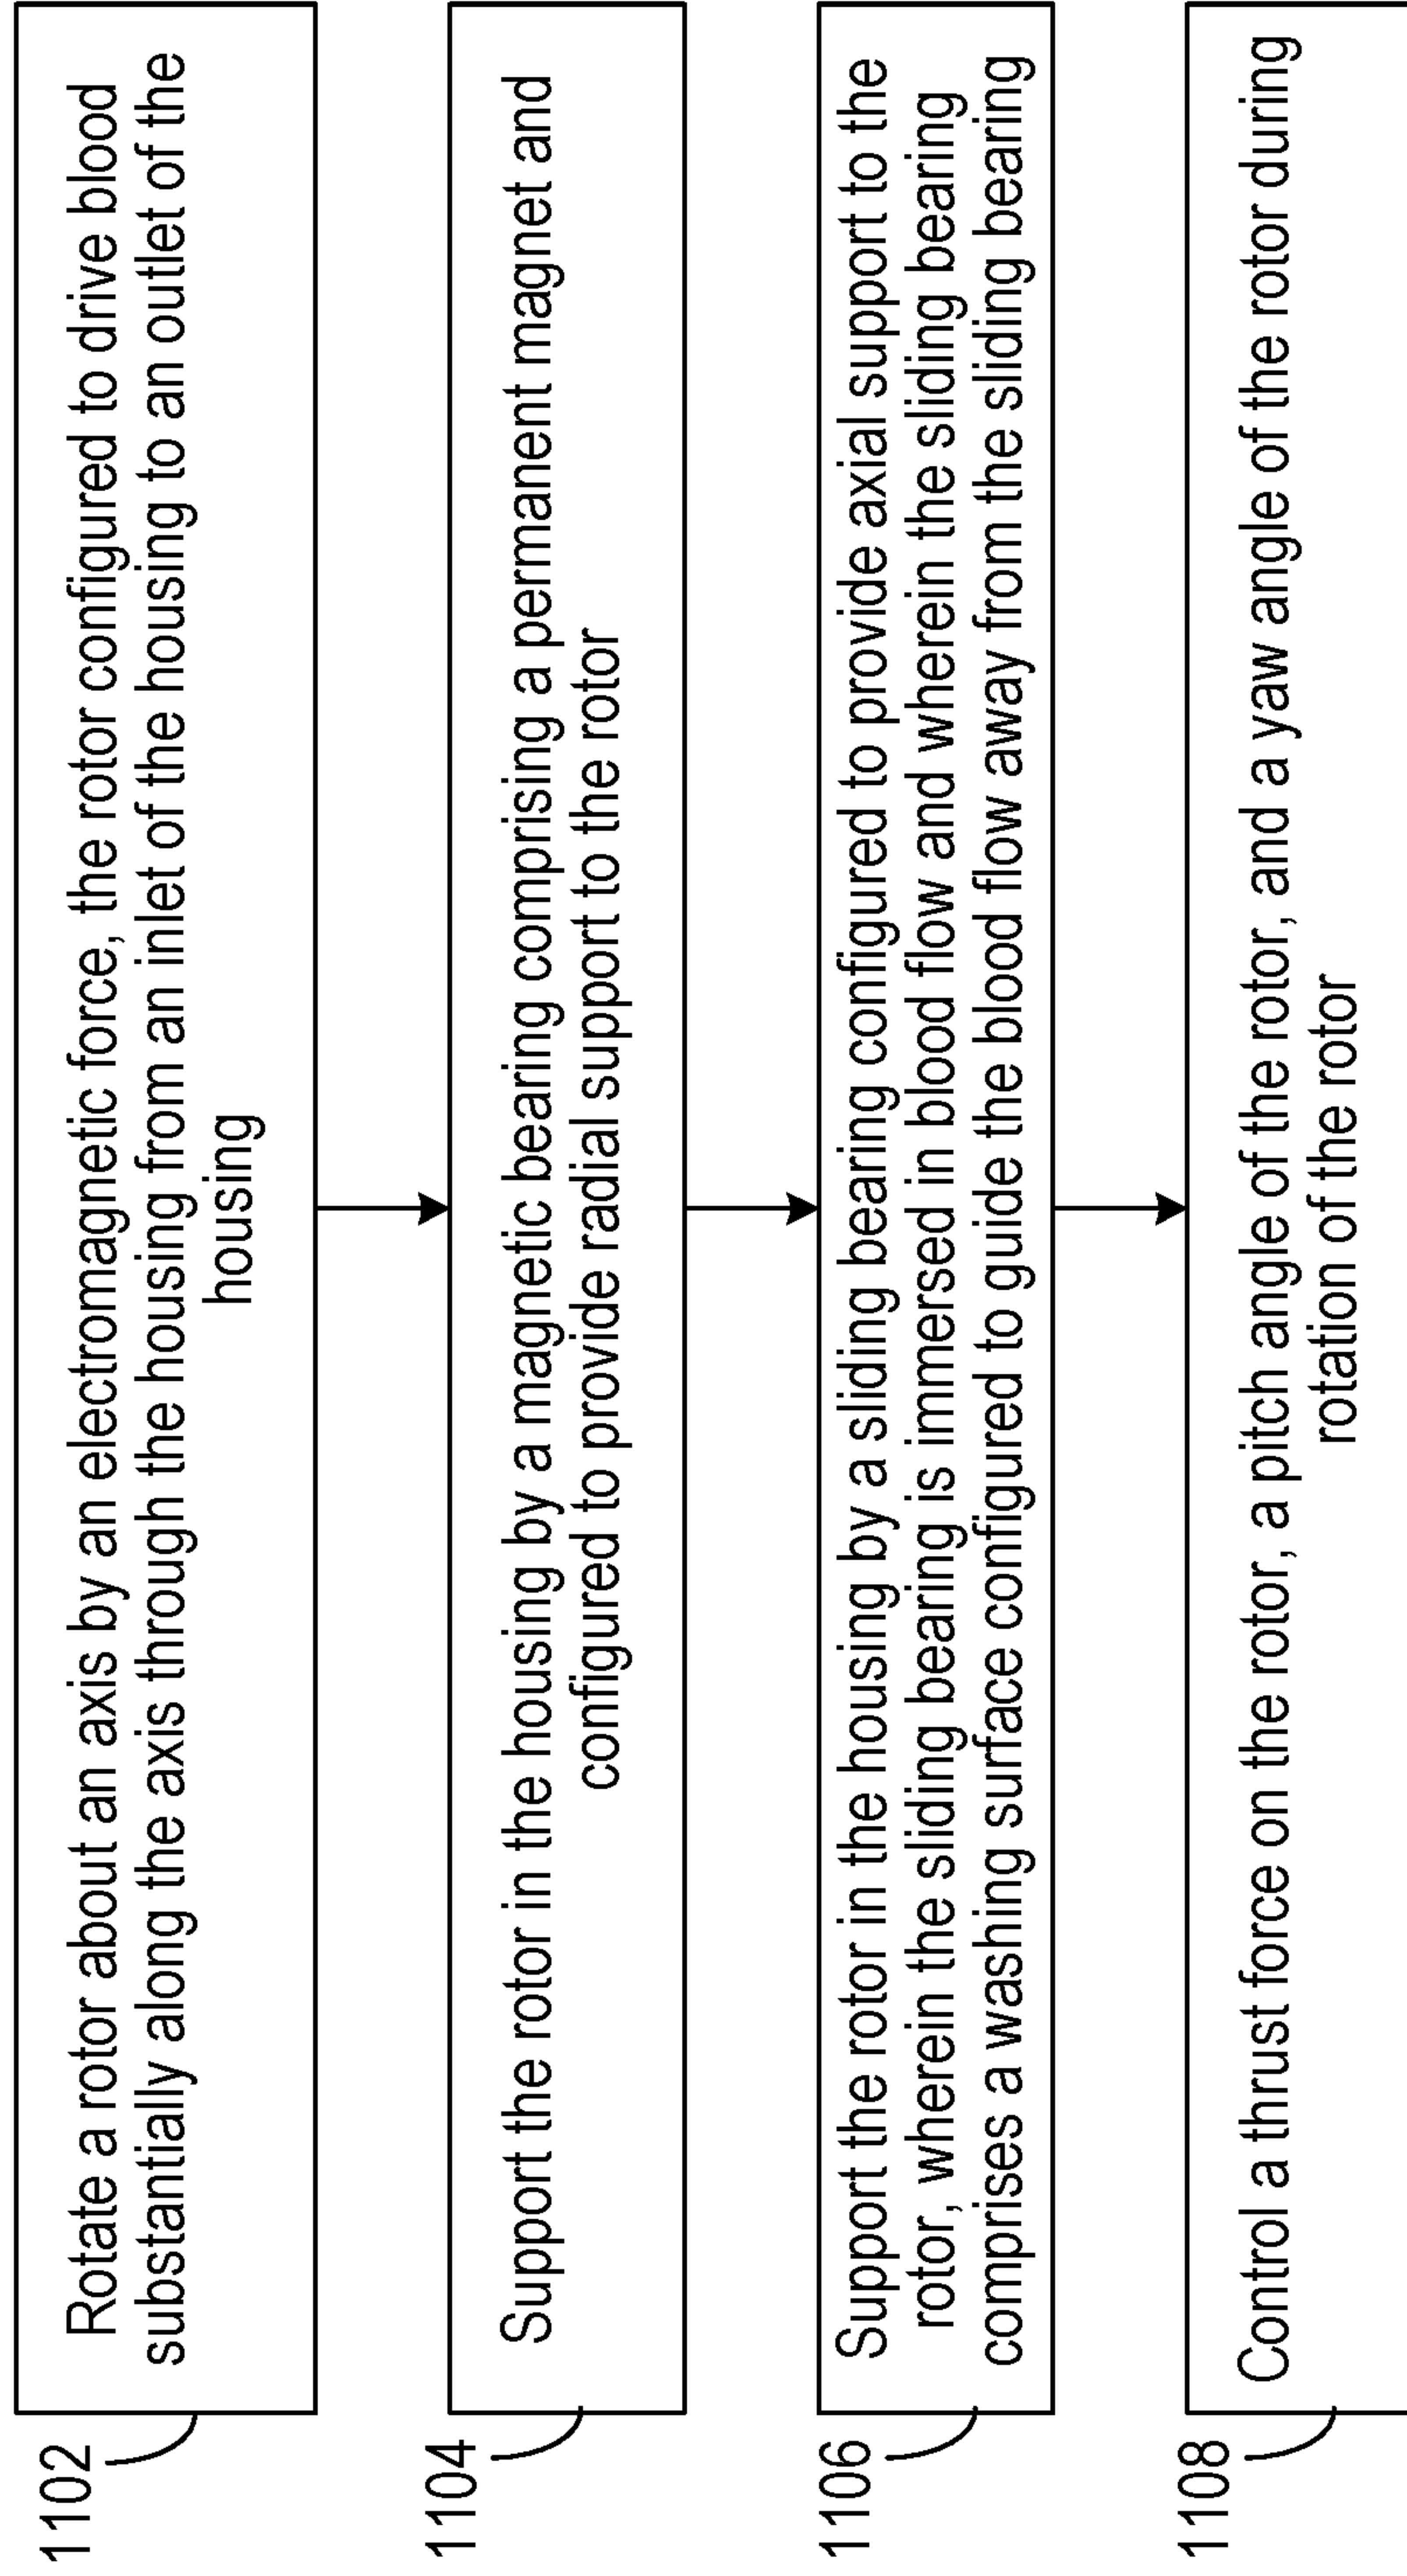 1102
Rotate a rotor about an axis by an electromagnetic force, the rotor configured to drive blood
substantially along the axis through the housing from an inlet of the housing to an outlet of the
housing
1104
Support the rotor in the housing by a magnetic bearing comprising a permanent magnet and
configured to provide radial support to the rotor
1106
Support the rotor in the housing by a sliding bearing configured to provide axial support to the
rotor, wherein the sliding bearing is immersed in blood flow and wherein the sliding bearing
comprises a washing surface configured to guide the blood flow away from the sliding bearing
1108
Control a thrust force on the rotor, a pitch angle of the rotor, and a yaw angle of the rotor during
rotation of the rotor